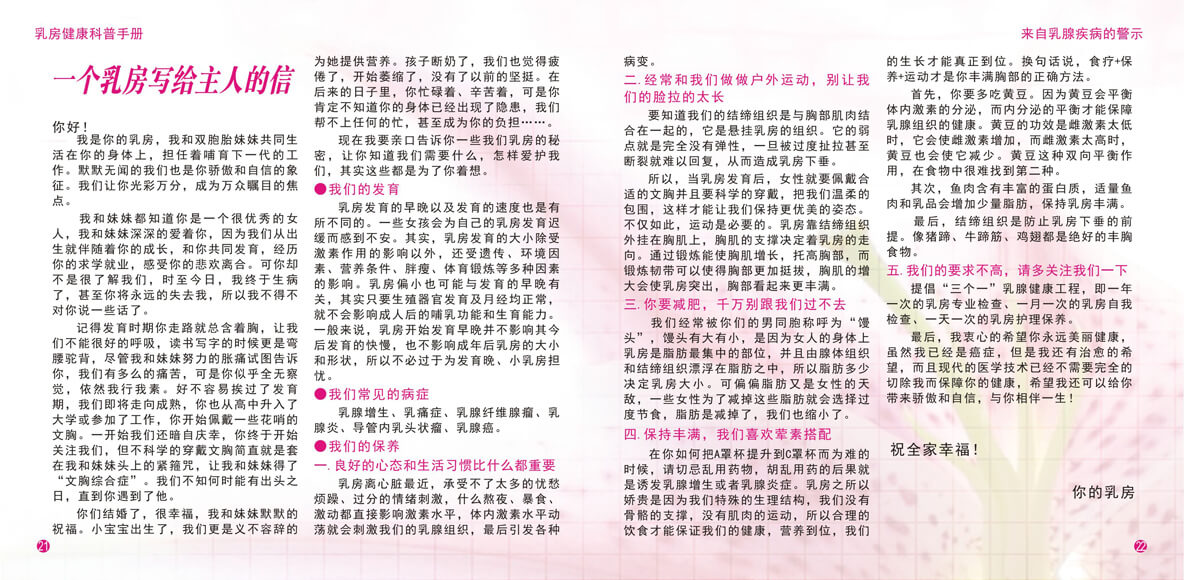 乳房健康科普手册
来自乳腺疾病的警示
一个乳房写给主人的信
你好！
我是你的乳房，我和双胞胎妹妹共同生
活在你的身体上，担任着哺育下一代的工
作。默默无闻的我们也是你骄傲和自信的象
征。我们让你光彩万分，成为万众瞩目的焦
点。
我和妹妹都知道你是一个很优秀的女
人，我和妹妹深深的爱着你，因为我们从出
生就伴随着你的成长，和你共同发育，经历
你的求学就业，感受你的悲欢离合。可你却
不是很了解我们，时至今日，我终于生病
了，甚至你将永远的失去我，所以我不得不
对你说一些话了。
记得发育时期你走路就总含着胸，让我
们不能很好的呼吸，读书写字的时候更是弯
腰驼背，尽管我和妹妹努力的胀痛试图告诉
你，我们有多么的痛苦，可是你似乎全无察
觉，依然我行我素。好不容易挨过了发育
期，我们即将走向成熟，你也从高中升入了
大学或参加了工作，你开始佩戴一些花哨的
文胸。一开始我们还暗自庆幸，你终于开始
关注我们，但不科学的穿戴文胸简直就是套
在我和妹妹头上的紧箍咒，让我和妹妹得了
“文胸综合症”。我们不知何时能有出头之
日，直到你遇到了他。
你们结婚了，很幸福，我和妹妹默默的
祝福。小宝宝出生了，我们更是义不容辞的
为她提供营养。孩子断奶了，我们也觉得疲
倦了，开始萎缩了，没有了以前的坚挺。在
后来的日子里，你忙碌着、辛苦着，可是你
肯定不知道你的身体已经出现了隐患，我们
帮不上任何的忙，甚至成为你的负担……。
现在我要亲口告诉你一些我们乳房的秘
密，让你知道我们需要什么，怎样爱护我
们，其实这些都是为了你着想。
●我们的发育
乳房发育的早晚以及发育的速度也是有
所不同的。一些女孩会为自己的乳房发育迟
缓而感到不安。其实，乳房发育的大小除受
激素作用的影响以外，还受遗传、环境因
素、营养条件、胖瘦、体育锻炼等多种因素
的影响。乳房偏小也可能与发育的早晚有
关，其实只要生殖器官发育及月经均正常，
就不会影响成人后的哺乳功能和生育能力。
一般来说，乳房开始发育早晚并不影响其今
后发育的快慢，也不影响成年后乳房的大小
和形状，所以不必过于为发育晚、小乳房担
忧。
●我们常见的病症
乳腺增生、乳痛症、乳腺纤维腺瘤、乳
腺炎、导管内乳头状瘤、乳腺癌。
●我们的保养
一、良好的心态和生活习惯比什么都重要
乳房离心脏最近，承受不了太多的忧愁
烦躁、过分的情绪刺激，什么熬夜、暴食、
激动都直接影响激素水平，体内激素水平动
荡就会刺激我们的乳腺组织，最后引发各种
病变。
二、经常和我们做做户外运动，别让我
们的脸拉的太长
要知道我们的结缔组织是与胸部肌肉结
合在一起的，它是悬挂乳房的组织。它的弱
点就是完全没有弹性，一旦被过度扯拉甚至
断裂就难以回复，从而造成乳房下垂。
所以，当乳房发育后，女性就要佩戴合
适的文胸并且要科学的穿戴，把我们温柔的
包围，这样才能让我们保持更优美的姿态。
不仅如此，运动是必要的。乳房靠结缔组织
外挂在胸肌上，胸肌的支撑决定着乳房的走
向。通过锻炼能使胸肌增长，托高胸部，而
锻炼韧带可以使得胸部更加挺拔，胸肌的增
大会使乳房突出，胸部看起来更丰满。
三、你要减肥，千万别跟我们过不去
我们经常被你们的男同胞称呼为“馒
头”，馒头有大有小，是因为女人的身体上
乳房是脂肪最集中的部位，并且由腺体组织
和结缔组织漂浮在脂肪之中，所以脂肪多少
决定乳房大小。可偏偏脂肪又是女性的天
敌，一些女性为了减掉这些脂肪就会选择过
度节食，脂肪是减掉了，我们也缩小了。
四、保持丰满，我们喜欢荤素搭配
在你如何把A罩杯提升到C罩杯而为难的
时候，请切忌乱用药物，胡乱用药的后果就
是诱发乳腺增生或者乳腺炎症。乳房之所以
娇贵是因为我们特殊的生理结构，我们没有
骨骼的支撑，没有肌肉的运动，所以合理的
饮食才能保证我们的健康，营养到位，我们
的生长才能真正到位。换句话说，食疗+保
养+运动才是你丰满胸部的正确方法。
首先，你要多吃黄豆。因为黄豆会平衡
体内激素的分泌，而内分泌的平衡才能保障
乳腺组织的健康。黄豆的功效是雌激素太低
时，它会使雌激素增加，而雌激素太高时，
黄豆也会使它减少。黄豆这种双向平衡作
用，在食物中很难找到第二种。
其次，鱼肉含有丰富的蛋白质，适量鱼
肉和乳品会增加少量脂肪，保持乳房丰满。
最后，结缔组织是防止乳房下垂的前
提。像猪蹄、牛蹄筋、鸡翅都是绝好的丰胸
食物。
五、我们的要求不高，请多关注我们一下
提倡“三个一”乳腺健康工程，即一年
一次的乳房专业检查、一月一次的乳房自我
检查、一天一次的乳房护理保养。
最后，我衷心的希望你永远美丽健康，
虽然我已经是癌症，但是我还有治愈的希
望，而且现代的医学技术已经不需要完全的
切除我而保障你的健康，希望我还可以给你
带来骄傲和自信，与你相伴一生！
祝全家幸福！
你的乳房
21
22